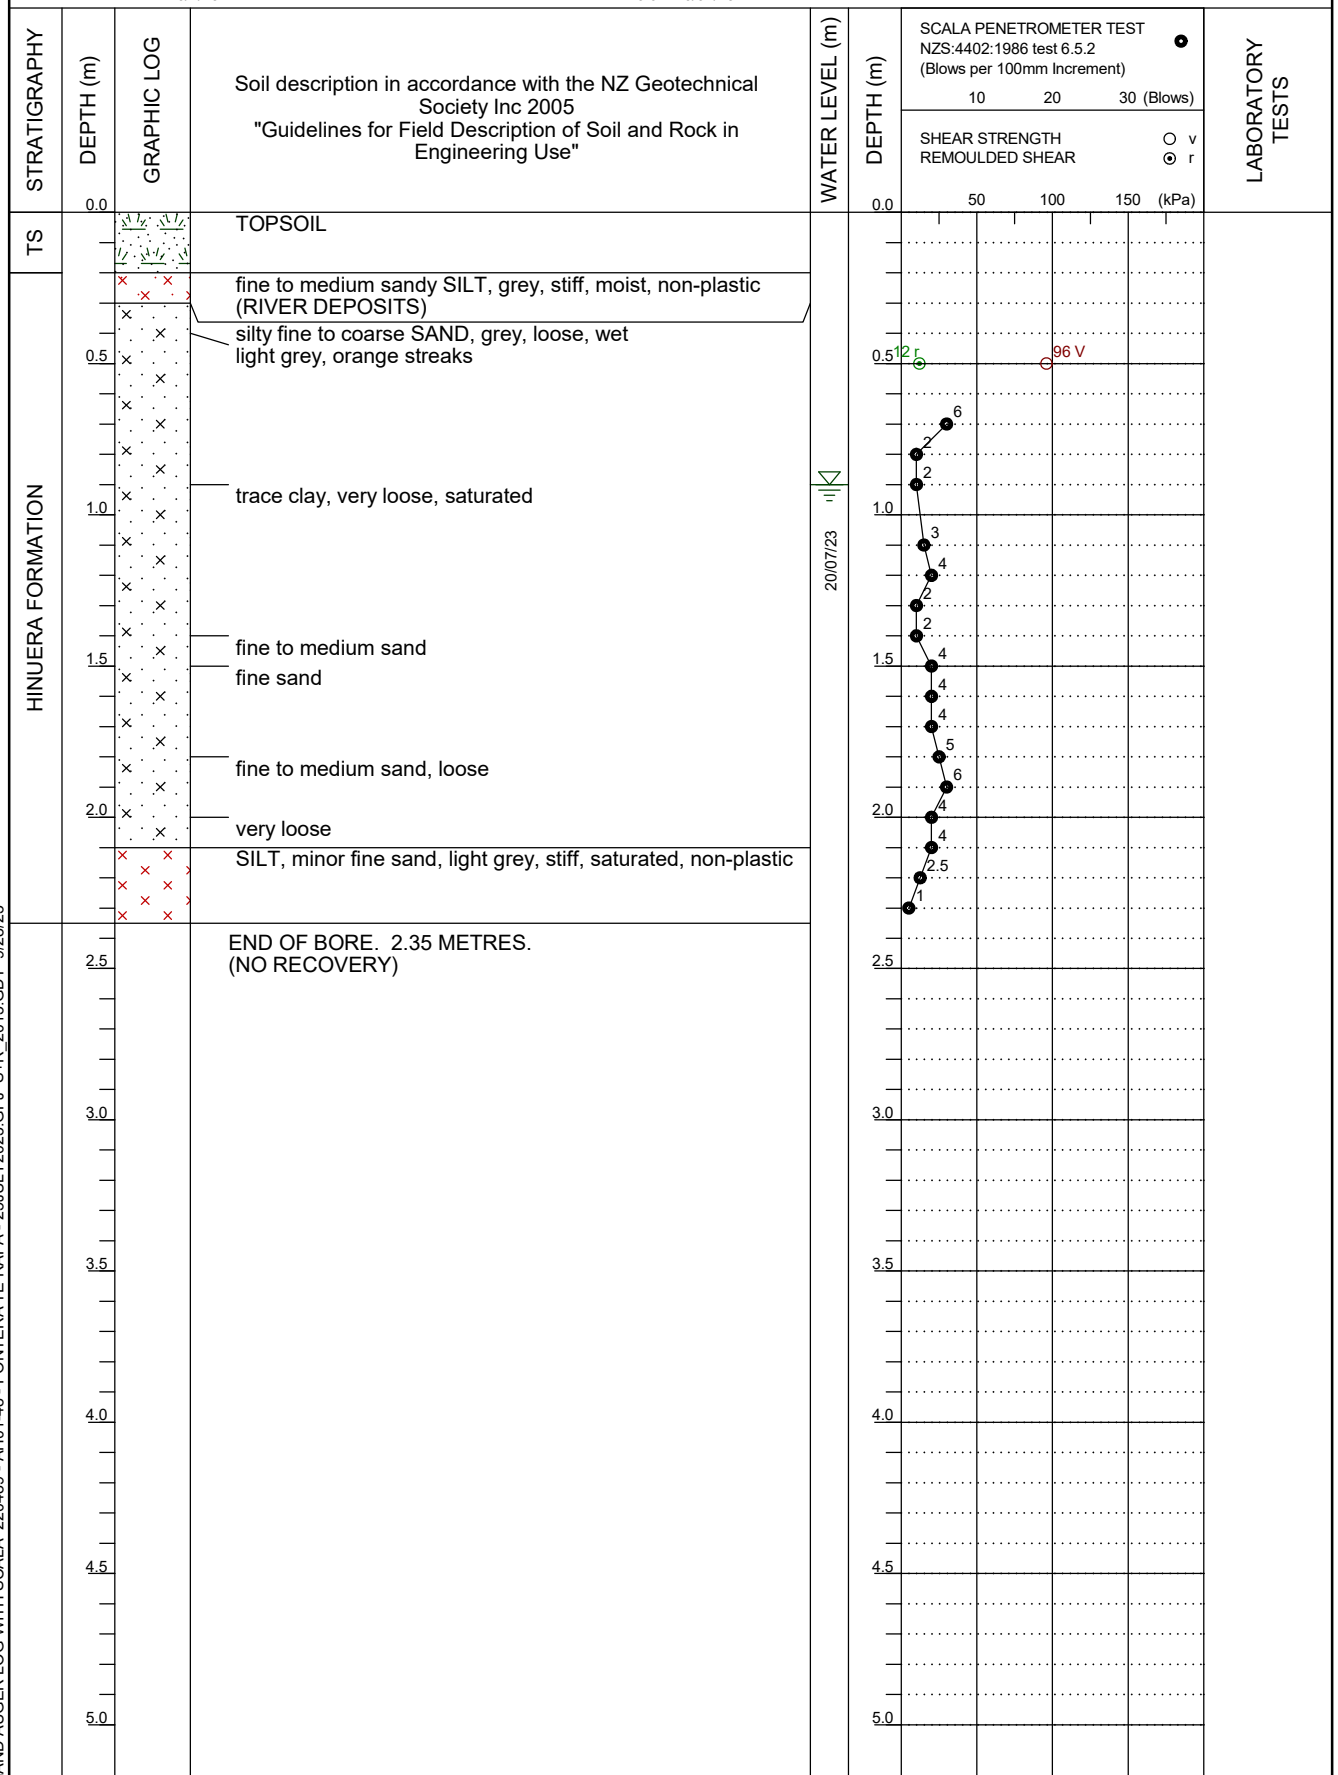 STRATIGRAPHY
DEPTH (m)
GRAPHIC LOG
Soil description in accordance with the NZ Geotechnical
Society Inc 2005
"Guidelines for Field Description of Soil and Rock in
Engineering Use"
WATER LEVEL (m)
DEPTH (m)
SCALA PENETROMETER TEST
NZS:4402:1986 test 6.5.2
(Blows per 100mm Increment)
10 20 30 (Blows)
SHEAR STRENGTH v
REMOULDED SHEAR r
50 100 150 (kPa)
LABORATORY
TESTS
0.0 0.0
TS
TOPSOIL
fine to medium sandy SILT, grey, stiff, moist, non-plastic
(RIVER DEPOSITS)
silty fine to coarse SAND, grey, loose, wet
light grey, orange streaks
0.5 0.5
12 r 96 V
6
2
2
HINUERA FORMATION
trace clay, very loose, saturated
1.0 1.0
20/07/23
3
4
2
2
fine to medium sand
1.5 1.5
4
fine sand
4
4
5
fine to medium sand, loose
6
2.0 2.0
4
very loose
4
SILT, minor fine sand, light grey, stiff, saturated, non-plastic
2.5
1
END OF BORE. 2.35 METRES.
(NO RECOVERY)
2.5 2.5
3.0 3.0
3.5 3.5
4.0 4.0
4.5 4.5
5.0 5.0